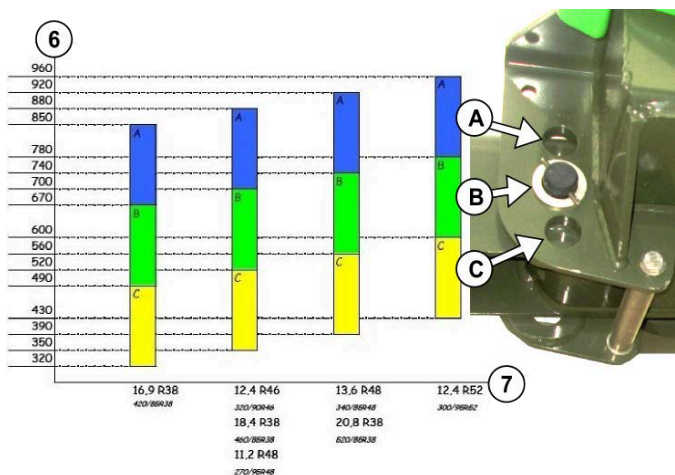 6
960
920
880
850
780
740
700
670
600
560
520
490
430
390
350
320
A
B
C
A
B
C
A
B
C
A
B
C
16,9 R38
420/85R38
12,4 R46
320/90R46
18,4 R38
460/85R38
11,2 R48
270/95R48
13,6 R48
340/85R48
20,8 R38
520/85R38
12,4 R52
300/95R52
7
A
B
C